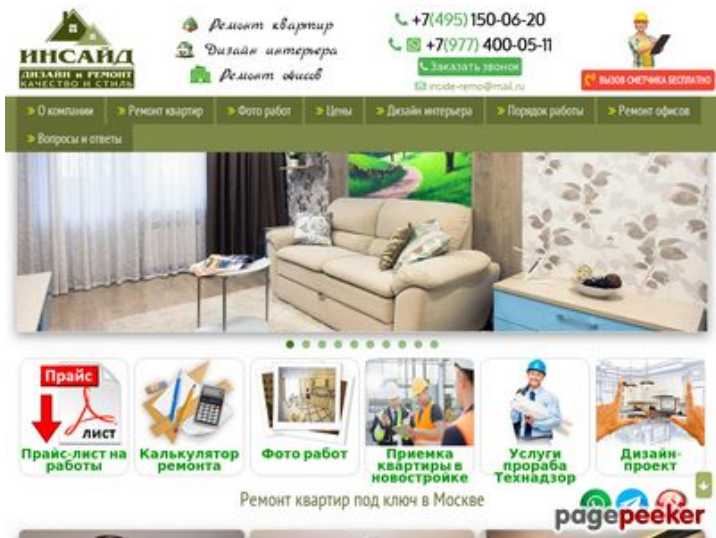 ИНСАЙД
ДИЗАЙН и РЕМОНТ
КАЧЕСТВО И СТИЛЬ
Ремонт квартир
Дизайн интерьера
Ремонт офисов
+7(495) 150-06-20
+7(977) 400-05-11
Заказать звонок
inside-remo@mail.ru
ВЫЗОВ СМЕТЧИКА БЕСПЛАТНО
» О компании » Ремонт квартир » Фото работ » Цены » Дизайн интерьера » Порядок работы » Ремонт офисов
» Вопросы и ответы
Прайс
лист
Прайс-лист на
работы
Калькулятор
ремонта
Фото работ
Приемка
квартиры в
новостройке
Услуги
прораба
Технадзор
Дизайн-
проект
Ремонт квартир под ключ в Москве
pagepeeker